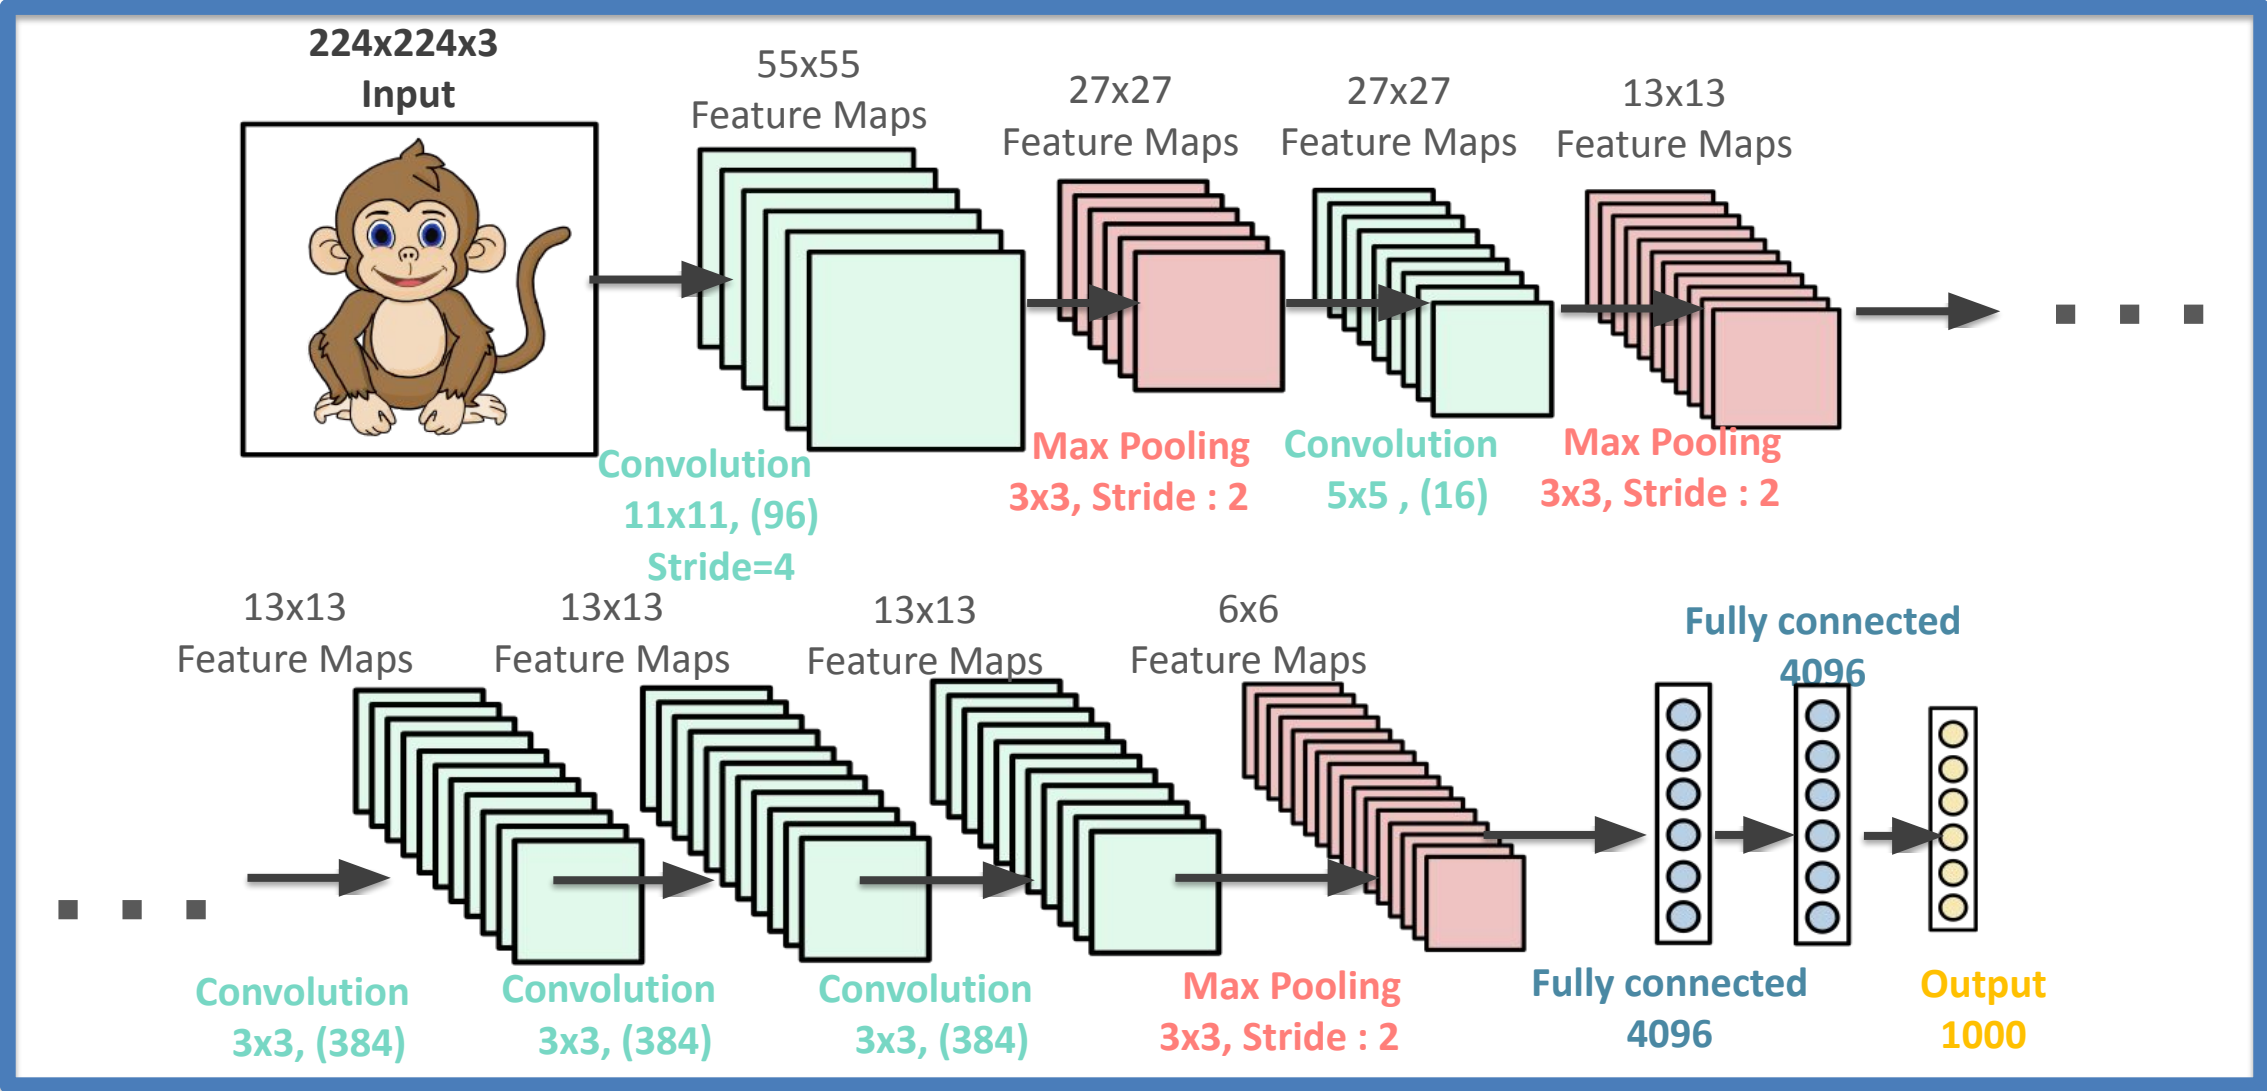 224x224x3
Input
55x55
Feature Maps
27x27
Feature Maps
27x27
Feature Maps
13x13
Feature Maps
Convolution
11x11, (96)
Stride=4
Max Pooling
3x3, Stride : 2
Convolution
5x5 , (16)
Max Pooling
3x3, Stride : 2
13x13
Feature Maps
13x13
Feature Maps
13x13
Feature Maps
6x6
Feature Maps
Fully connected
4096
Convolution
3x3, (384)
Convolution
3x3, (384)
Convolution
3x3, (384)
Max Pooling
3x3, Stride : 2
Fully connected
4096
Output
1000